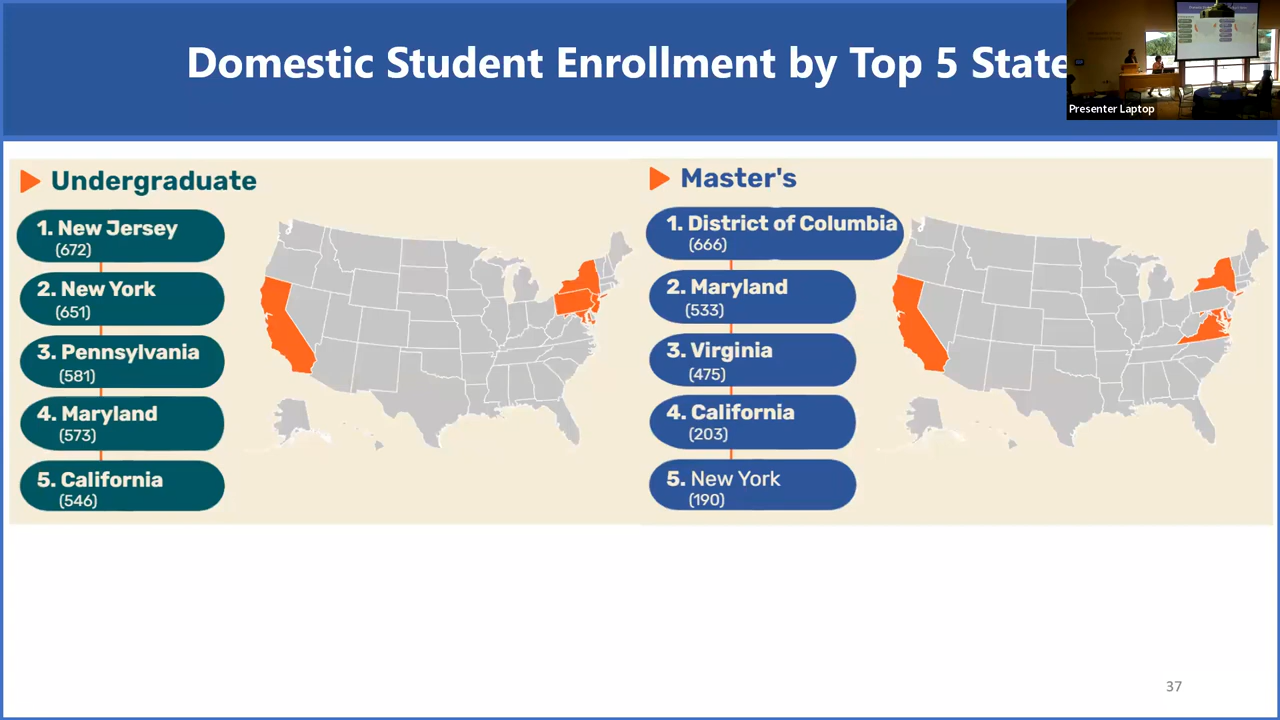 Domestic Student Enrollment by Top 5 State
Presenter Laptop
Undergraduate
1. New Jersey
(672)
2. New York
(651)
3. Pennsylvania
(581)
4. Maryland
(573)
5. California
(546)
Master's
1. District of Columbia
(666)
2. Maryland
(533)
3. Virginia
(475)
4. California
(203)
5. New York
(190)
37